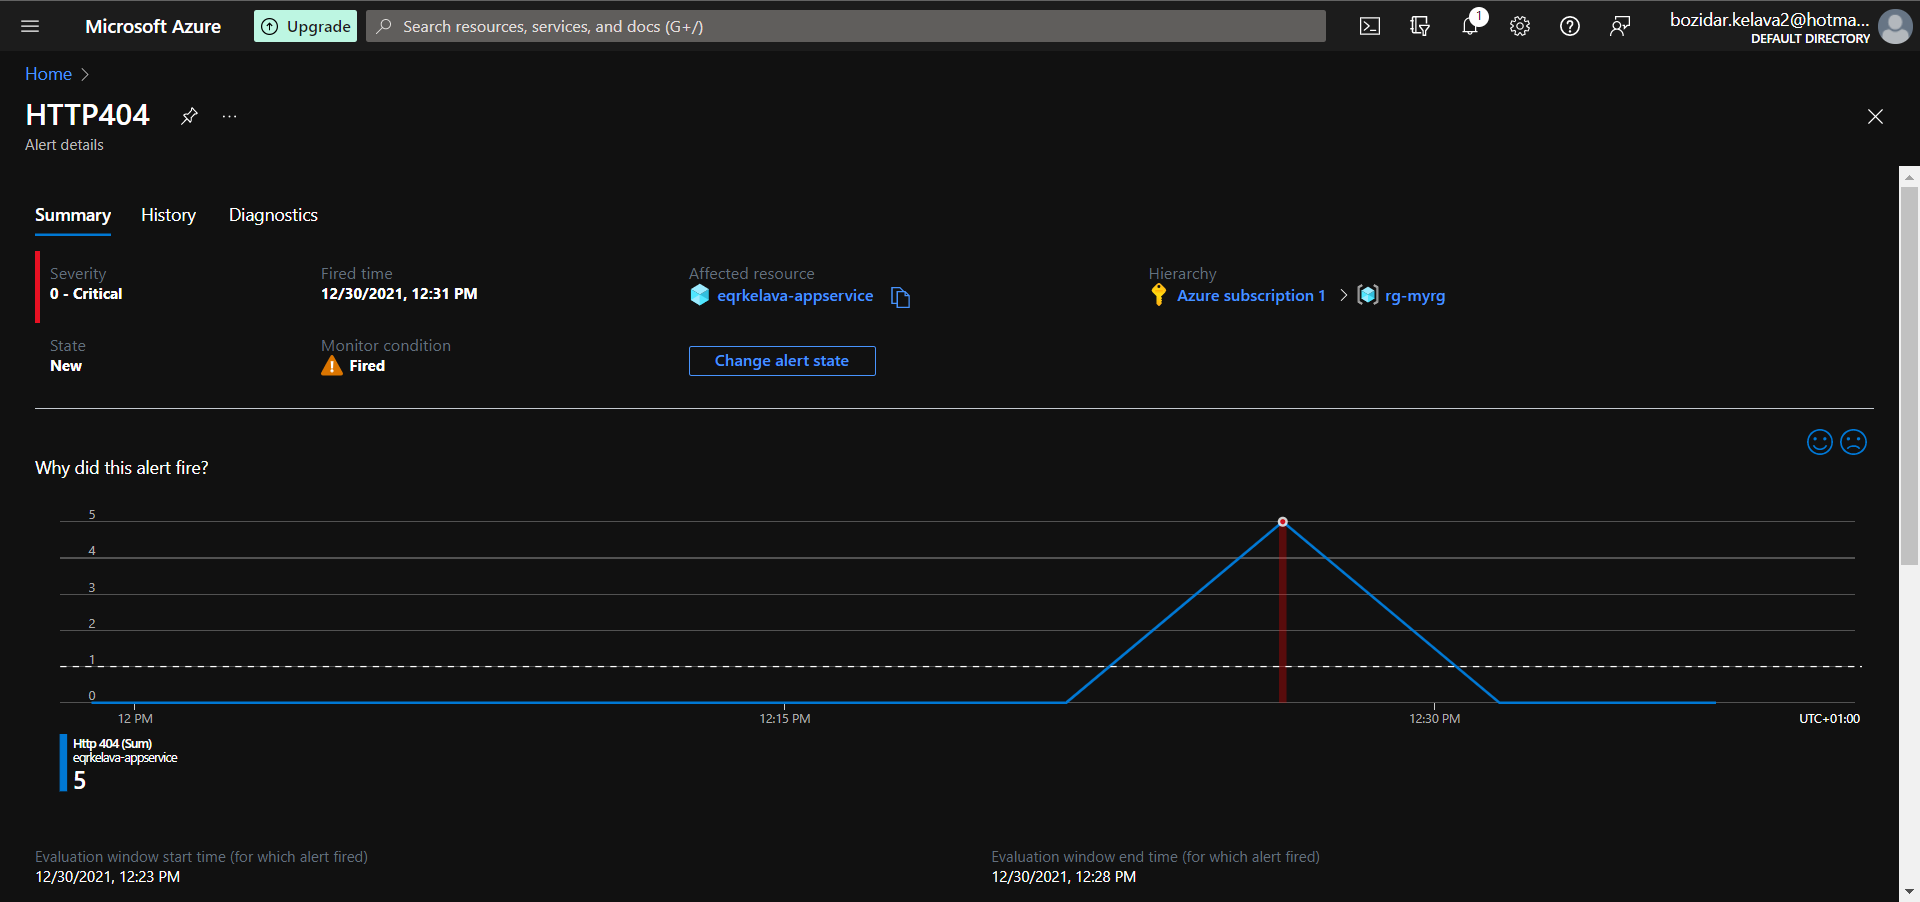 Microsoft Azure
Upgrade
Search resources, services, and docs (G+/)
1
bozidar.kelava2@hotma...
DEFAULT DIRECTORY
Home
HTTP404
...
Alert details
Summary History Diagnostics
Severity
0 - Critical
Fired time
12/30/2021, 12:31 PM
Affected resource
eqrkelava-appservice
Hierarchy
Azure subscription 1 > rg-myrg
State
New
Monitor condition
Fired
Change alert state
Why did this alert fire?
5
4
3
2
1
0
12 PM 12:15 PM 12:30 PM UTC+01:00
Http 404 (Sum)
eqrkelava-appservice
5
Evaluation window start time (for which alert fired)
12/30/2021, 12:23 PM
Evaluation window end time (for which alert fired)
12/30/2021, 12:28 PM